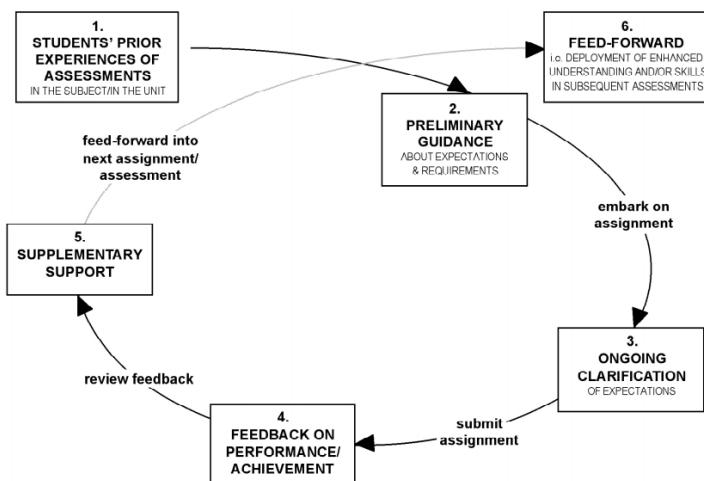 1.
STUDENTS' PRIOR
EXPERIENCES OF
ASSESSMENTS
IN THE SUBJECT/IN THE UNIT
6.
FEED-FORWARD
i.e. DEPLOYMENT OF ENHANCED
UNDERSTANDING AND/OR SKILLS
IN SUBSEQUENT ASSESSMENTS
2.
PRELIMINARY
GUIDANCE
ABOUT EXPECTATIONS
& REQUIREMENTS
feed-forward into
next assignment/
assessment
embark on
assignment
5.
SUPPLEMENTARY
SUPPORT
3.
ONGOING
CLARIFICATION
OF EXPECTATIONS
review feedback
4.
FEEDBACK ON
PERFORMANCE/
ACHIEVEMENT
submit
assignment